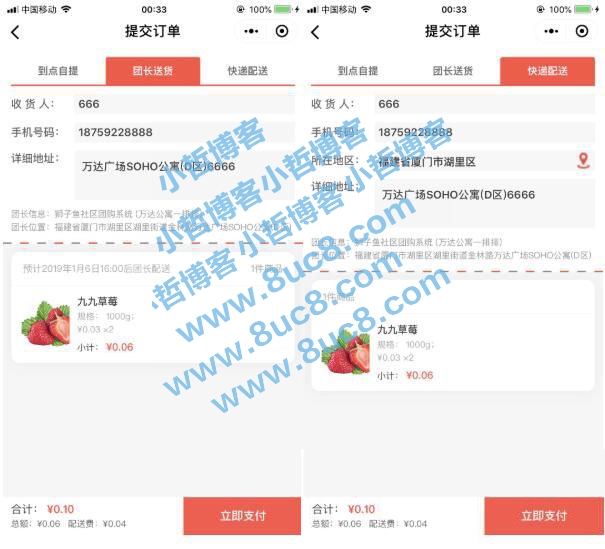 中国移动
00:33
100%
提交订单
到点自提
团长送货
快递配送
收 货 人：
666
手机号码：
18759228888
详细地址：
万达广场SOHO公寓(D区)6666
团长信息：狮子鱼社区团购系统 (万达公寓一排排)
团长位置：福建省厦门市湖里区湖里街道金林路万达广场SOHO公寓(D区)
预计2019年1月6日16:00后团长配送
1件商品
九九草莓
规格： 1000g；
¥0.03 ×2
小计： ¥0.06
合计： ¥0.10
总额：¥0.06 配送费：¥0.04
立即支付
中国移动
00:33
100%
提交订单
到点自提
团长送货
快递配送
收 货 人：
666
手机号码：
18759228888
所在地区：
福建省厦门市湖里区
详细地址：
万达广场SOHO公寓(D区)6666
团长信息：狮子鱼社区团购系统 (万达公寓一排排)
团长位置：福建省厦门市湖里区湖里街道金林路万达广场SOHO公寓(D区)
1件商品
九九草莓
规格： 1000g；
¥0.03 ×2
小计： ¥0.06
合计： ¥0.10
总额：¥0.06 配送费：¥0.04
立即支付
小哲博客
小哲博客小哲博客
小哲博客
www.8uc8.com
www.8uc8.com
www.8uc8.com